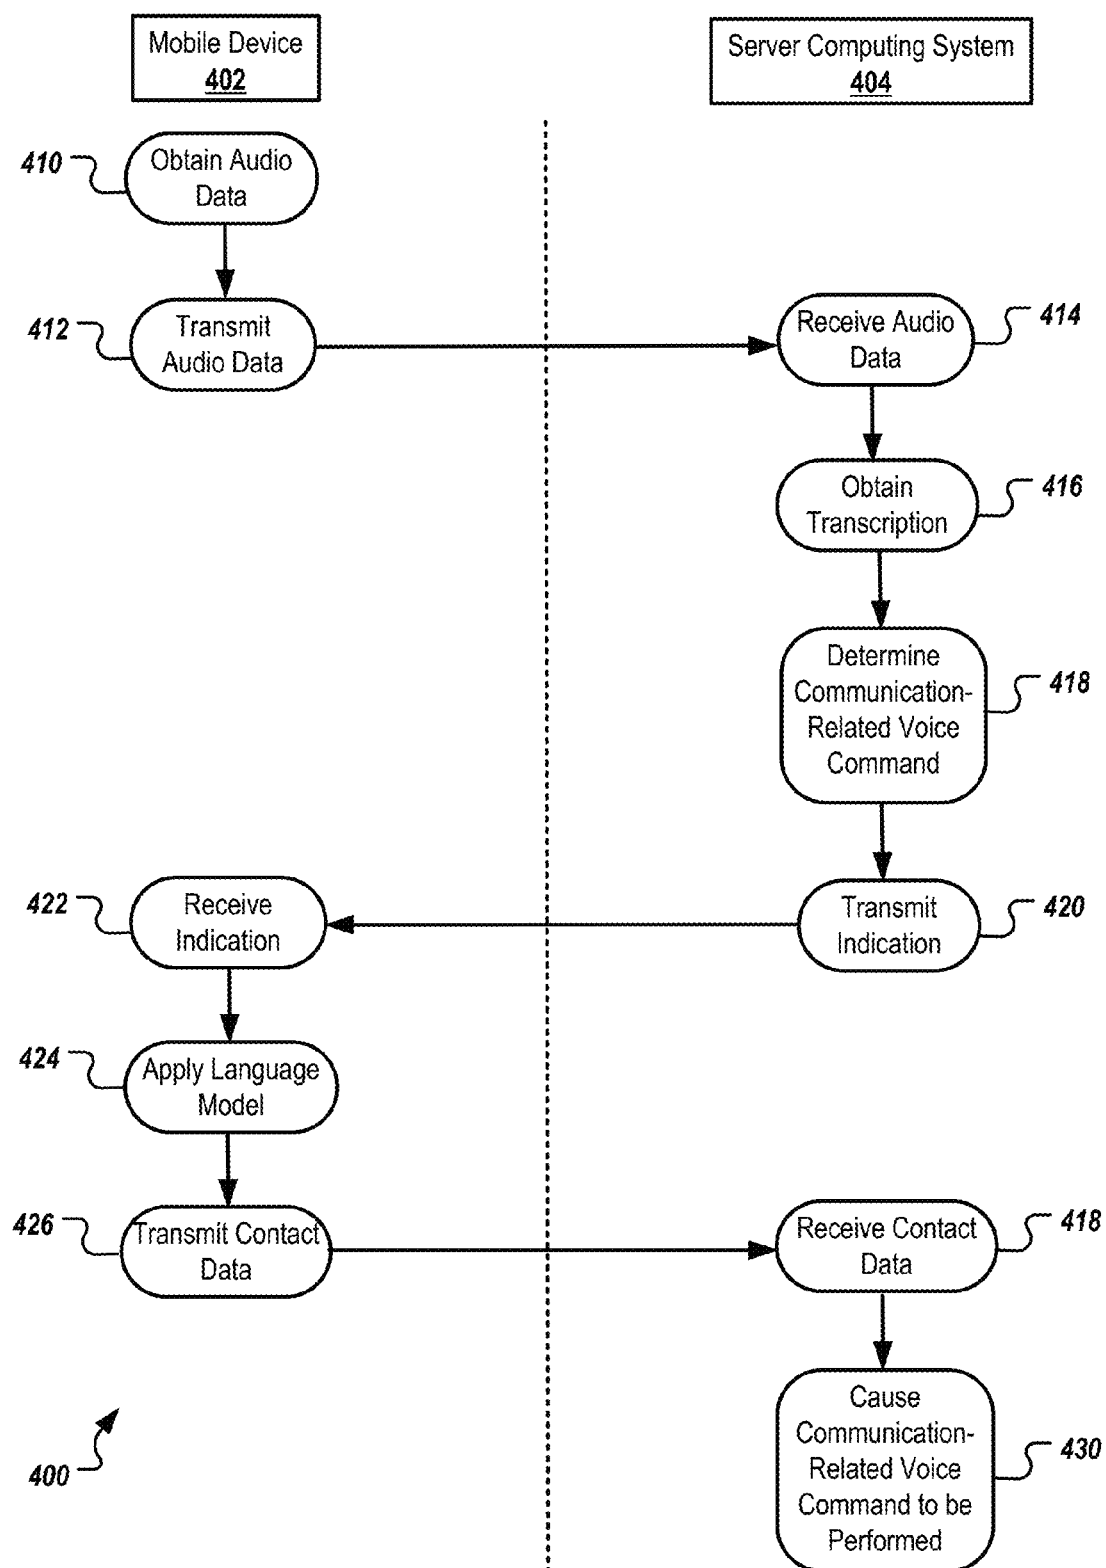 Mobile Device
402
Server Computing System
404
410
Obtain Audio
Data
412
Transmit
Audio Data
Receive Audio
Data
414
Obtain
Transcription
416
Determine
Communication-
Related Voice
Command
418
422
Receive
Indication
Transmit
Indication
420
424
Apply Language
Model
426
Transmit Contact
Data
Receive Contact
Data
418
Cause
Communication-
Related Voice
Command to be
Performed
430
400